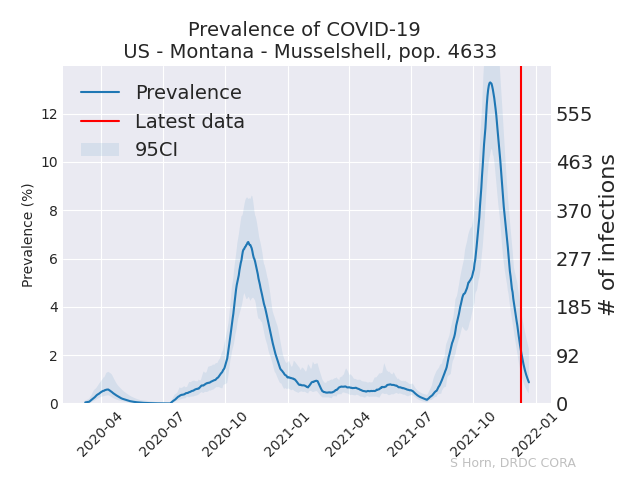 Prevalence of COVID-19
US - Montana - Musselshell, pop. 4633
Prevalence
Latest data
95CI
Prevalence (%)
12
10
8
6
4
2
0
555
463
370
277
185
92
0
# of infections
2020-04
2020-07
2020-10
2021-01
2021-04
2021-07
2021-10
2022-01
S Horn, DRDC CORA